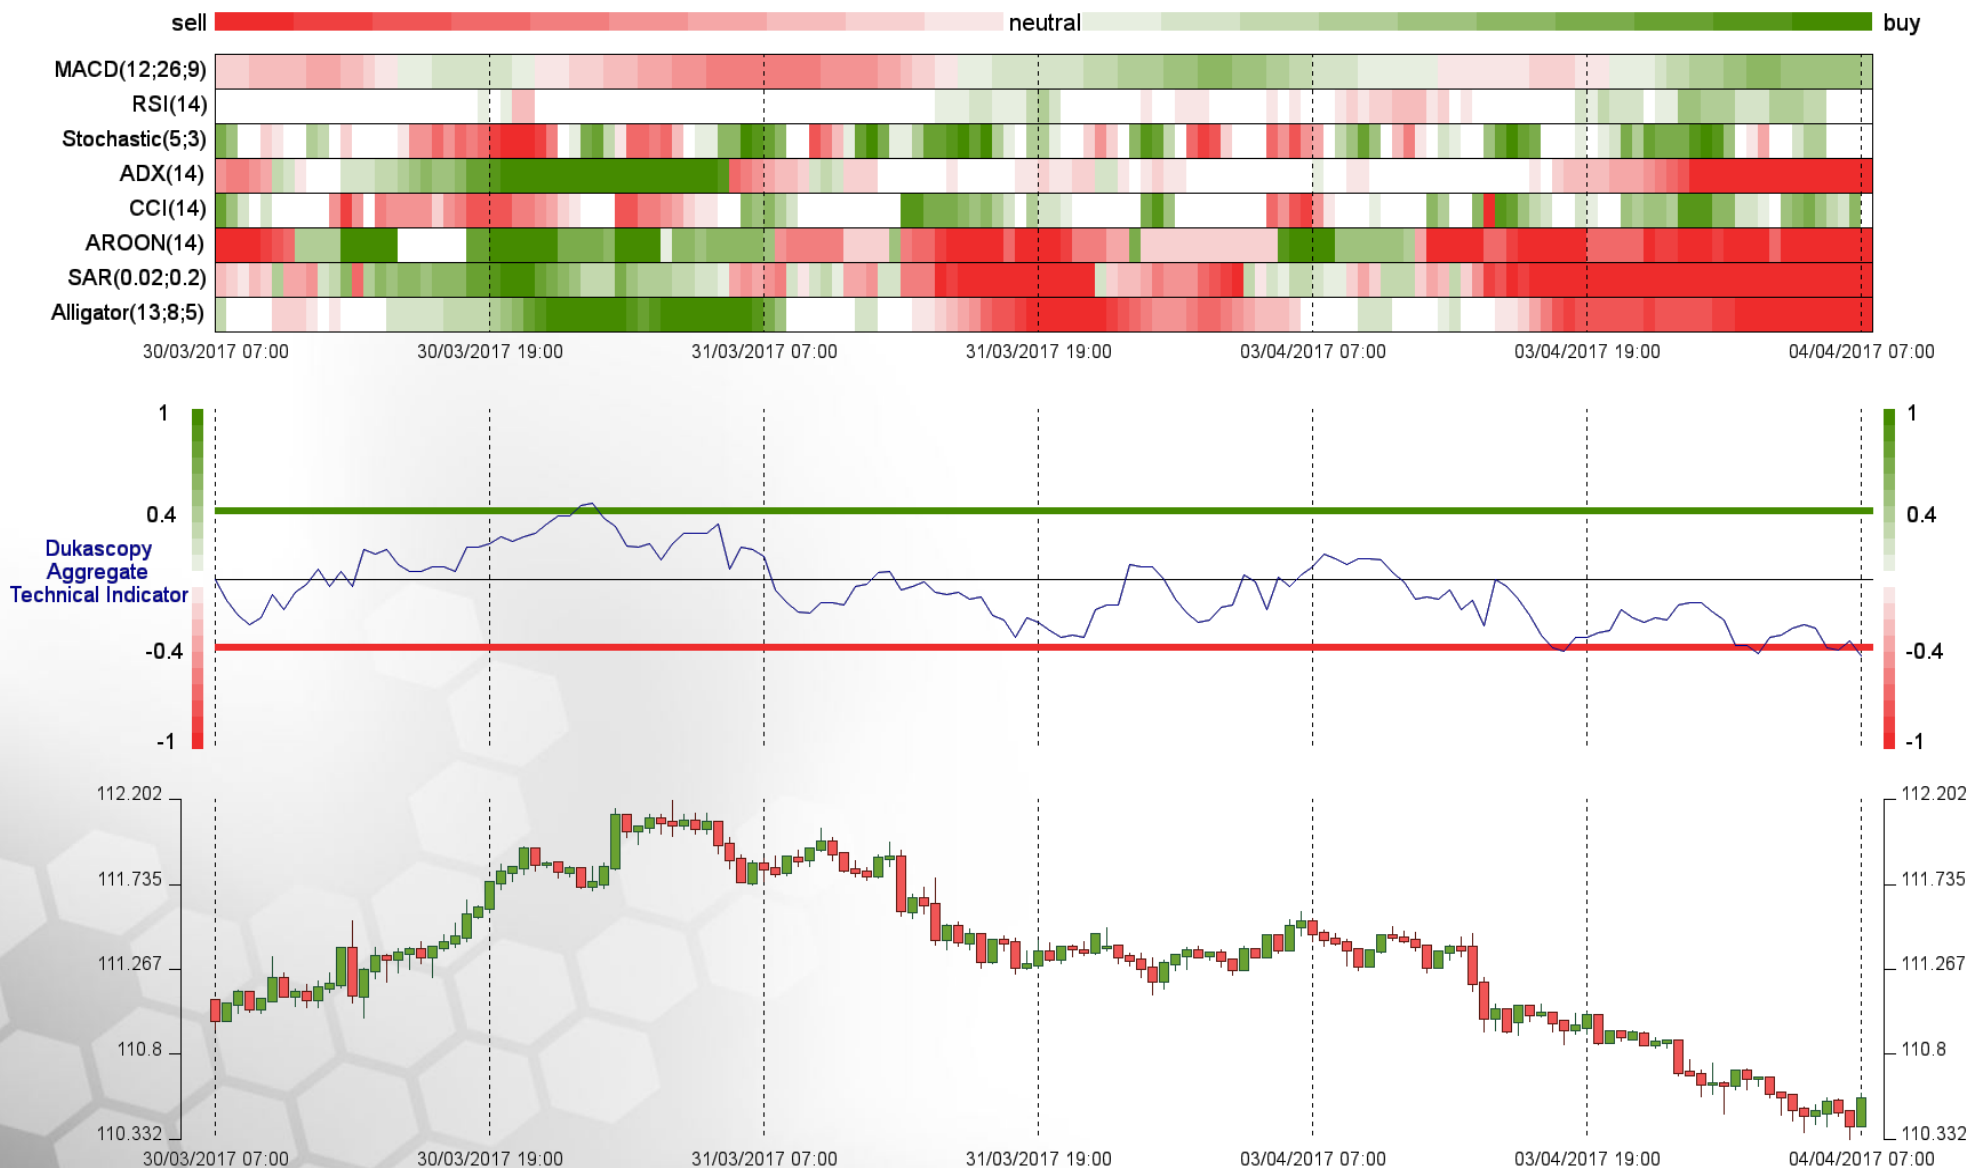 sell neutral buy
MACD(12;26;9)
RSI(14)
Stochastic(5;3)
ADX(14)
CCI(14)
AROON(14)
SAR(0.02;0.2)
Alligator(13;8;5)
30/03/2017 07:00 30/03/2017 19:00 31/03/2017 07:00 31/03/2017 19:00 03/04/2017 07:00 03/04/2017 19:00 04/04/2017 07:00
1 1
0.4 0.4
Dukascopy
Aggregate
Technical Indicator
-0.4 -0.4
-1 -1
112.202 112.202
111.735 111.735
111.267 111.267
110.8 110.8
110.332 110.332
30/03/2017 07:00 30/03/2017 19:00 31/03/2017 07:00 31/03/2017 19:00 03/04/2017 07:00 03/04/2017 19:00 04/04/2017 07:00